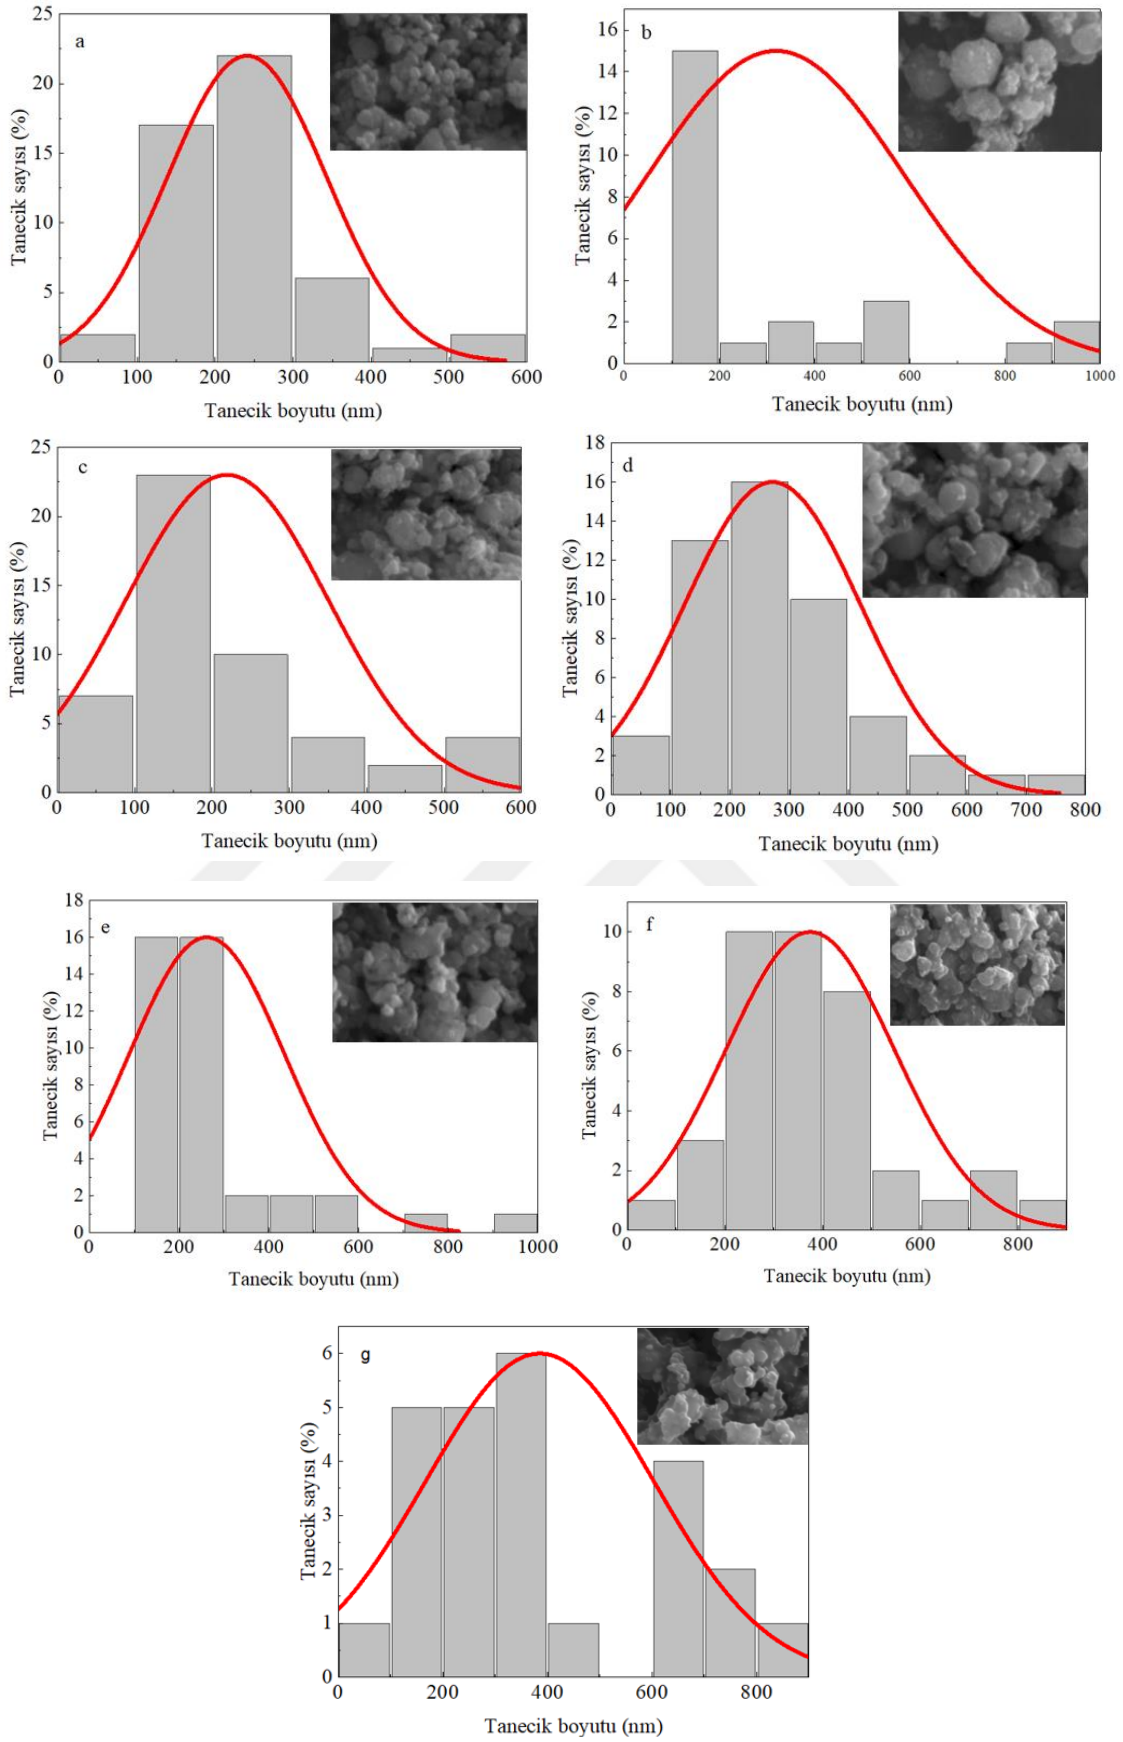 a
25
20
15
10
5
0
Tanecik sayısı (%)
0 100 200 300 400 500 600
Tanecik boyutu (nm)
b
16
14
12
10
8
6
4
2
0
Tanecik sayısı (%)
0 200 400 600 800 1000
Tanecik boyutu (nm)
c
25
20
15
10
5
0
Tanecik sayısı (%)
0 100 200 300 400 500 600
Tanecik boyutu (nm)
d
18
16
14
12
10
8
6
4
2
0
Tanecik sayısı (%)
0 100 200 300 400 500 600 700 800
Tanecik boyutu (nm)
e
18
16
14
12
10
8
6
4
2
0
Tanecik sayısı (%)
0 200 400 600 800 1000
Tanecik boyutu (nm)
f
10
8
6
4
2
0
Tanecik sayısı (%)
0 200 400 600 800
Tanecik boyutu (nm)
g
6
5
4
3
2
1
0
Tanecik sayısı (%)
0 200 400 600 800
Tanecik boyutu (nm)